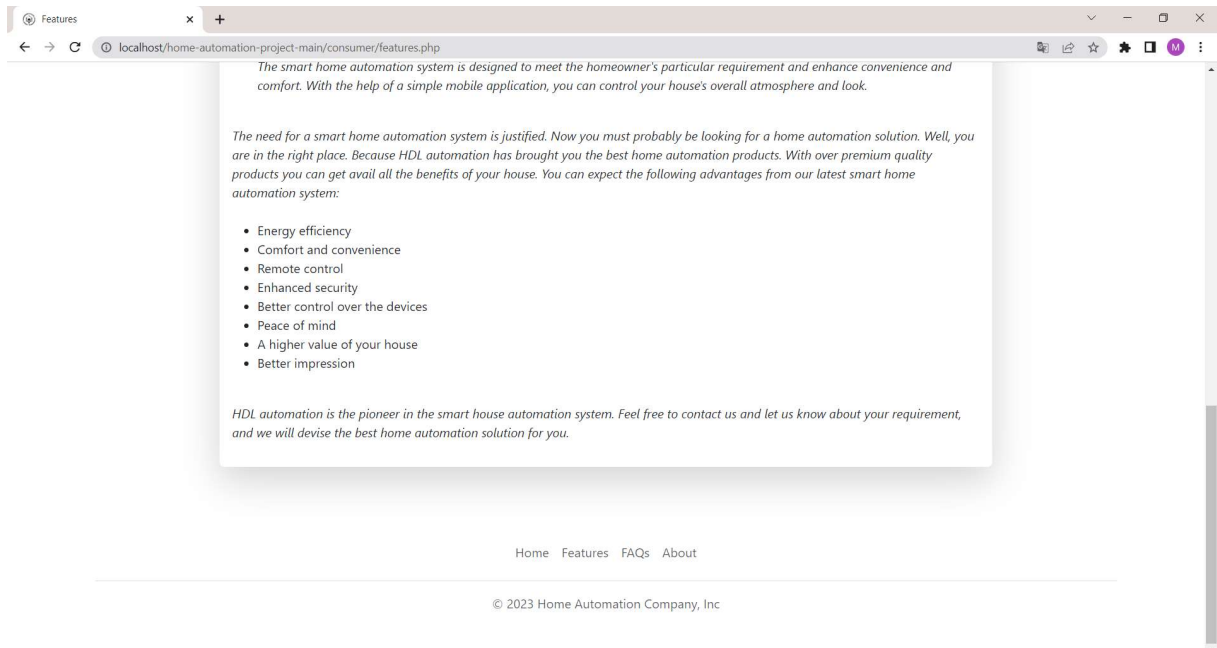 Features
localhost/home-automation-project-main/consumer/features.php
M
The smart home automation system is designed to meet the homeowner's particular requirement and enhance convenience and
comfort. With the help of a simple mobile application, you can control your house's overall atmosphere and look.
The need for a smart home automation system is justified. Now you must probably be looking for a home automation solution. Well, you
are in the right place. Because HDL automation has brought you the best home automation products. With over premium quality
products you can get avail all the benefits of your house. You can expect the following advantages from our latest smart home
automation system:
• Energy efficiency
• Comfort and convenience
• Remote control
• Enhanced security
• Better control over the devices
• Peace of mind
• A higher value of your house
• Better impression
HDL automation is the pioneer in the smart house automation system. Feel free to contact us and let us know about your requirement,
and we will devise the best home automation solution for you.
Home Features FAQs About
© 2023 Home Automation Company, Inc